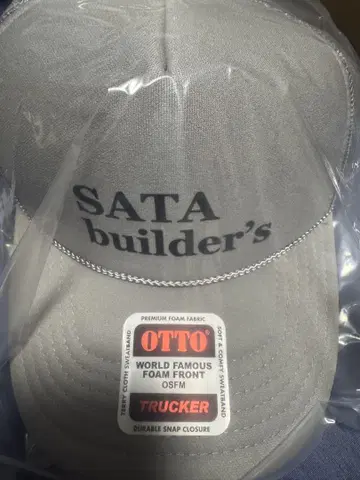 SATA
builder's
PREMIUM FOAM FABRIC
OTTO
WORLD FAMOUS
FOAM FRONT
OSFM
TRUCKER
DURABLE SNAP CLOSURE
TERRY CLOTH SWEATBAND
SOFT & COMFY SWEATBAND